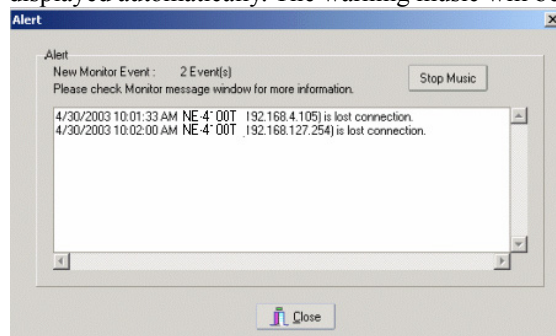 displayed automatically. The warning music will be
Alert
Alert
New Monitor Event : 2 Event(s)
Please check Monitor message window for more information.
Stop Music
4/30/2003 10:01:33 AM 192.168.4.105) is lost connection.
4/30/2003 10:02:00 AM 192.168.127.254) is lost connection.
Close